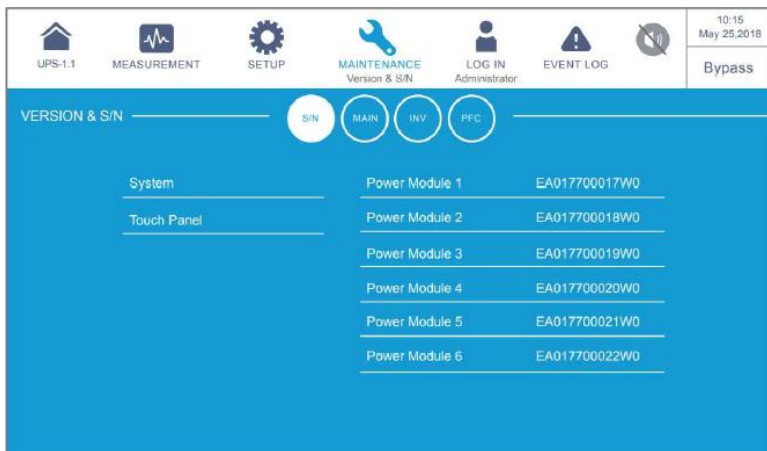 10:15
May 25,2018
UPS-1.1 MEASUREMENT SETUP MAINTENANCE LOG IN EVENT LOG
Version & S/N Administrator
Bypass
VERSION & S/N S/N MAIN INV PFC
System Power Module 1 EA017700017W0
Touch Panel Power Module 2 EA017700018W0
Power Module 3 EA017700019W0
Power Module 4 EA017700020W0
Power Module 5 EA017700021W0
Power Module 6 EA017700022W0